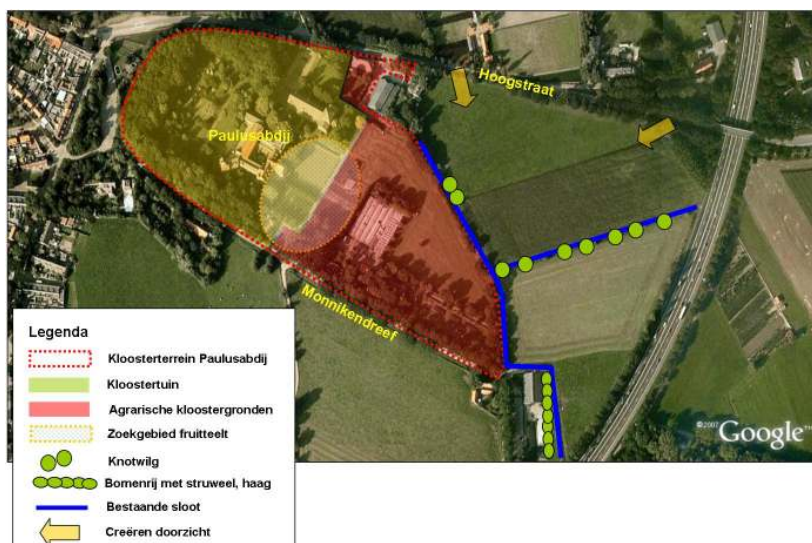 Hoogstraat
Paulusabdij
Monnikendreef
Legenda
Kloosterterrein Paulusabdij
Kloostertuin
Agrarische kloostergronden
Zoekgebied fruitteelt
Knotwilg
Bomenrij met struweel, haag
Bestaande sloot
Creëren doorzicht
©2007 Google™